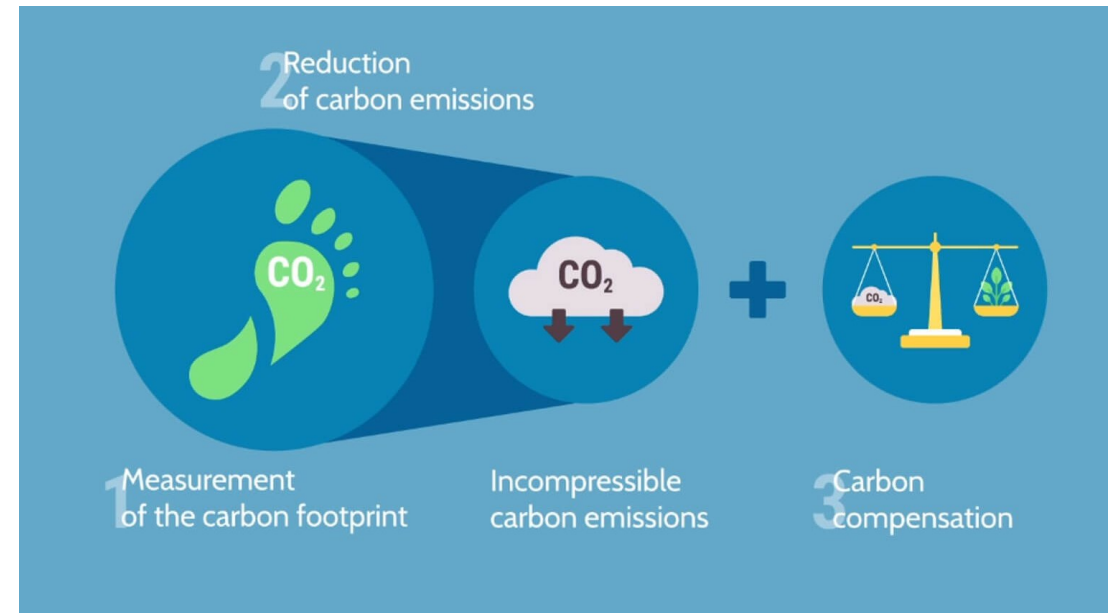 2 Reduction
of carbon emissions
CO₂
CO₂
CO₂
1 Measurement
of the carbon footprint
Incompressible
carbon emissions
3 Carbon
compensation